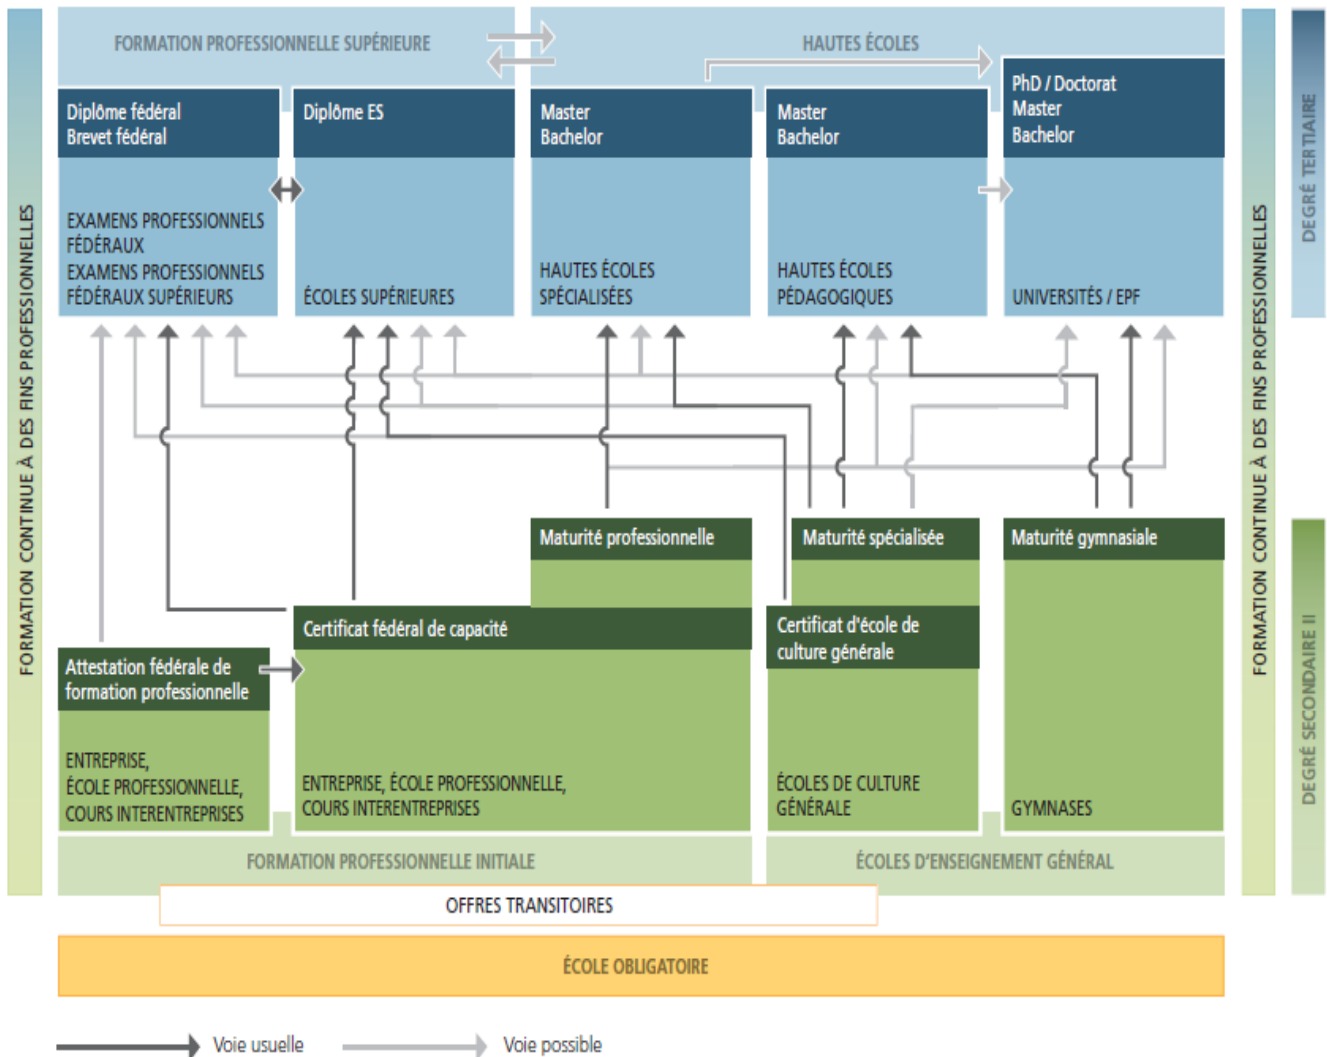 FORMATION PROFESSIONNELLE SUPÉRIEURE
HAUTES ÉCOLES
Diplôme fédéral
Brevet fédéral
Diplôme ES
Master
Bachelor
Master
Bachelor
PhD / Doctorat
Master
Bachelor
EXAMENS PROFESSIONNELS
FÉDÉRAUX
EXAMENS PROFESSIONNELS
FÉDÉRAUX SUPÉRIEURS
ÉCOLES SUPÉRIEURES
HAUTES ÉCOLES
SPÉCIALISÉES
HAUTES ÉCOLES
PÉDAGOGIQUES
UNIVERSITÉS / EPF
FORMATION CONTINUE À DES FINS PROFESSIONNELLES
FORMATION CONTINUE À DES FINS PROFESSIONNELLES
DEGRÉ TERTIAIRE
DEGRÉ SECONDAIRE II
Maturité professionnelle
Maturité spécialisée
Maturité gymnasiale
Certificat fédéral de capacité
Certificat d'école de
culture générale
Attestation fédérale de
formation professionnelle
ENTREPRISE,
ÉCOLE PROFESSIONNELLE,
COURS INTERENTREPRISES
ENTREPRISE, ÉCOLE PROFESSIONNELLE,
COURS INTERENTREPRISES
ÉCOLES DE CULTURE
GÉNÉRALE
GYMNASES
FORMATION PROFESSIONNELLE INITIALE
ÉCOLES D'ENSEIGNEMENT GÉNÉRAL
OFFRES TRANSITOIRES
ÉCOLE OBLIGATOIRE
Voie usuelle
Voie possible